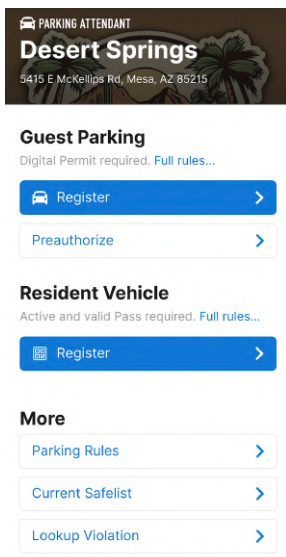 PARKING ATTENDANT
Desert Springs
5415 E McKellips Rd, Mesa, AZ 85215
Guest Parking
Digital Permit required. Full rules...
Register
Preauthorize
Resident Vehicle
Active and valid Pass required. Full rules...
Register
More
Parking Rules
Current Safelist
Lookup Violation